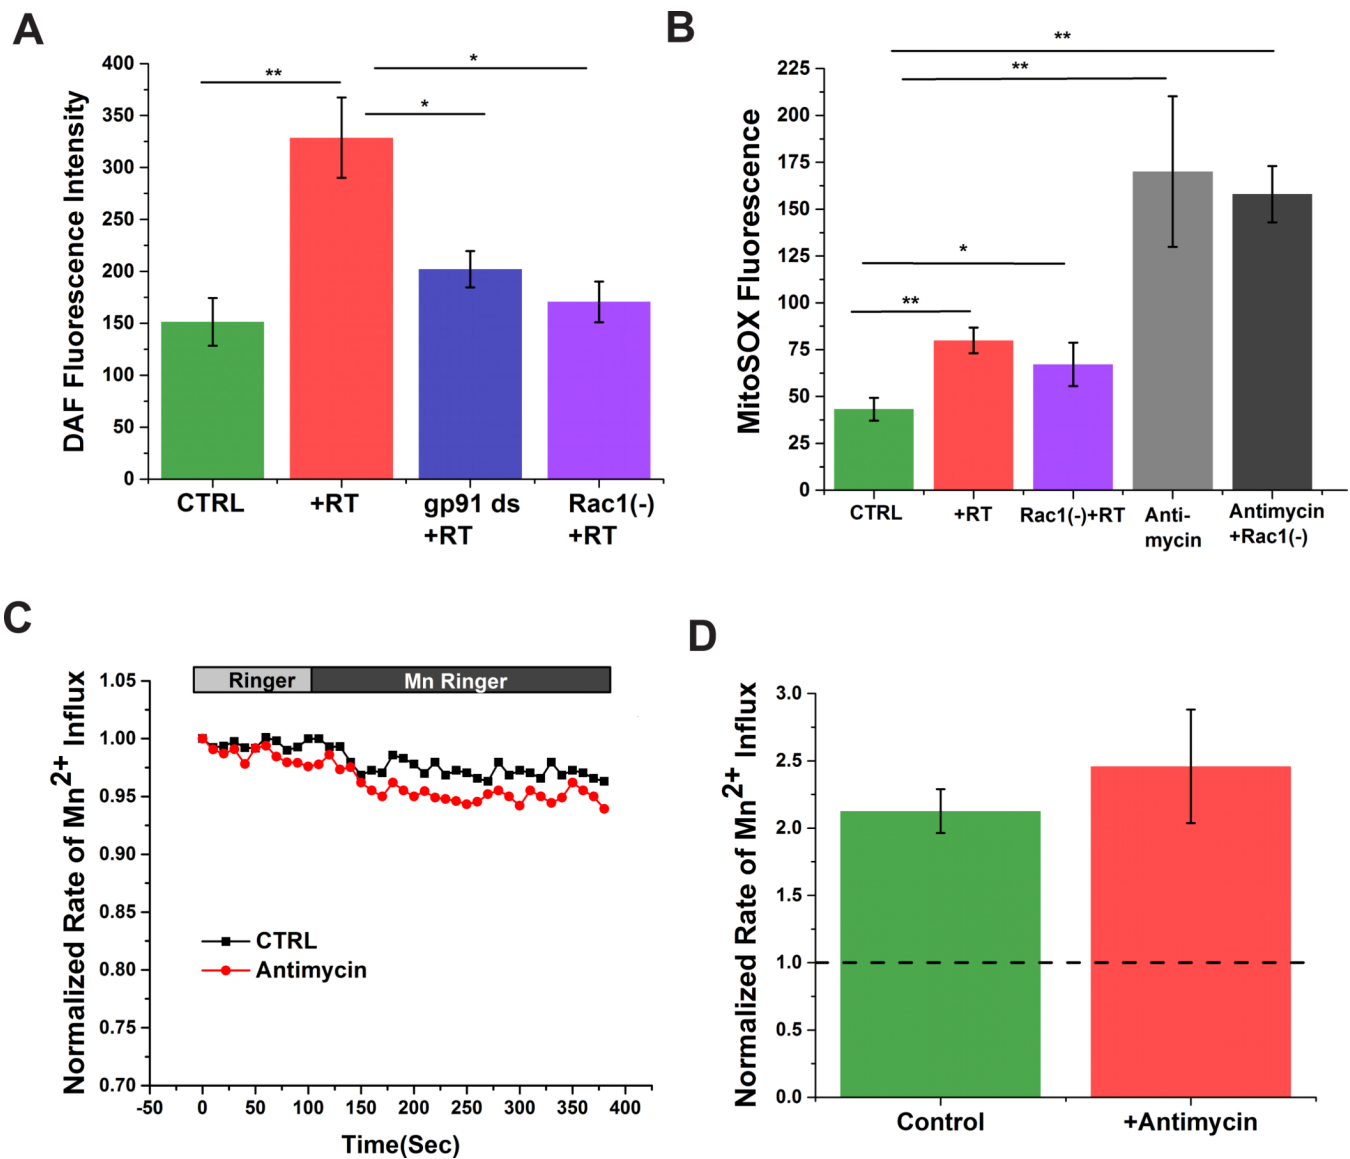 A
DAF Fluorescence Intensity
400
350
300
250
200
150
100
50
0
**
*
*
CTRL
+RT
gp91 ds
+RT
Rac1(-)
+RT
B
MitoSOX Fluorescence
225
200
175
150
125
100
75
50
25
0
**
**
*
**
CTRL
+RT
Rac1(-)+RT
Anti-
mycin
Antimycin
+Rac1(-)
C
Normalized Rate of Mn2+ Influx
1.05
1.00
0.95
0.90
0.85
0.80
0.75
0.70
Ringer
Mn Ringer
CTRL
Antimycin
-50 0 50 100 150 200 250 300 350 400
Time(Sec)
D
Normalized Rate of Mn2+ Influx
3.0
2.5
2.0
1.5
1.0
0.5
0.0
Control
+Antimycin